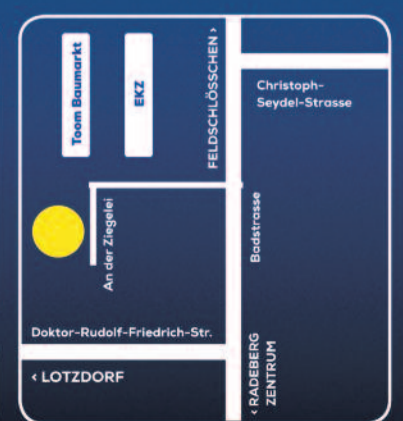 Toom Baumarkt
EKZ
FELDSCHLÖSSCHEN ›
Christoph-
Seydel-Strasse
An der Ziegelei
Badstrasse
Doktor-Rudolf-Friedrich-Str.
‹ LOTZDORF
‹ RADEBERG
ZENTRUM